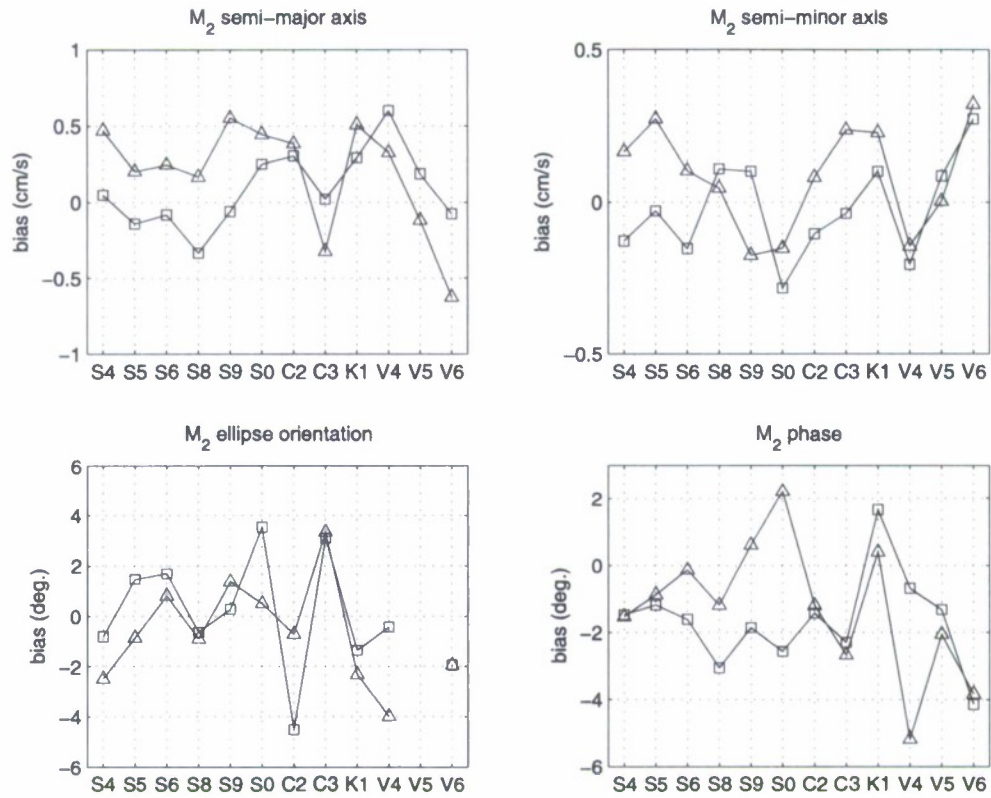 M2 semi-major axis
bias (cm/s)
1
0.5
0
-0.5
-1
S4 S5 S6 S8 S9 S0 C2 C3 K1 V4 V5 V6
M2 semi-minor axis
bias (cm/s)
0.5
0
-0.5
S4 S5 S6 S8 S9 S0 C2 C3 K1 V4 V5 V6
M2 ellipse orientation
bias (deg.)
6
4
2
0
-2
-4
-6
S4 S5 S6 S8 S9 S0 C2 C3 K1 V4 V5 V6
M2 phase
bias (deg.)
2
0
-2
-4
-6
S4 S5 S6 S8 S9 S0 C2 C3 K1 V4 V5 V6